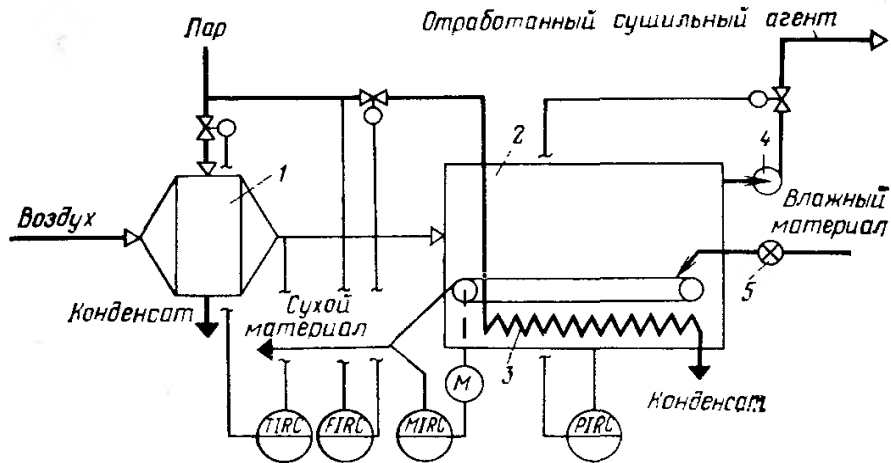 Пар
Отработанный сушильный агент
1
2
4
Воздух
Влажный
материал
5
Конденсат
Сухой
материал
3
М
Конденсат
TIRC
FIRC
MIRC
PIRC